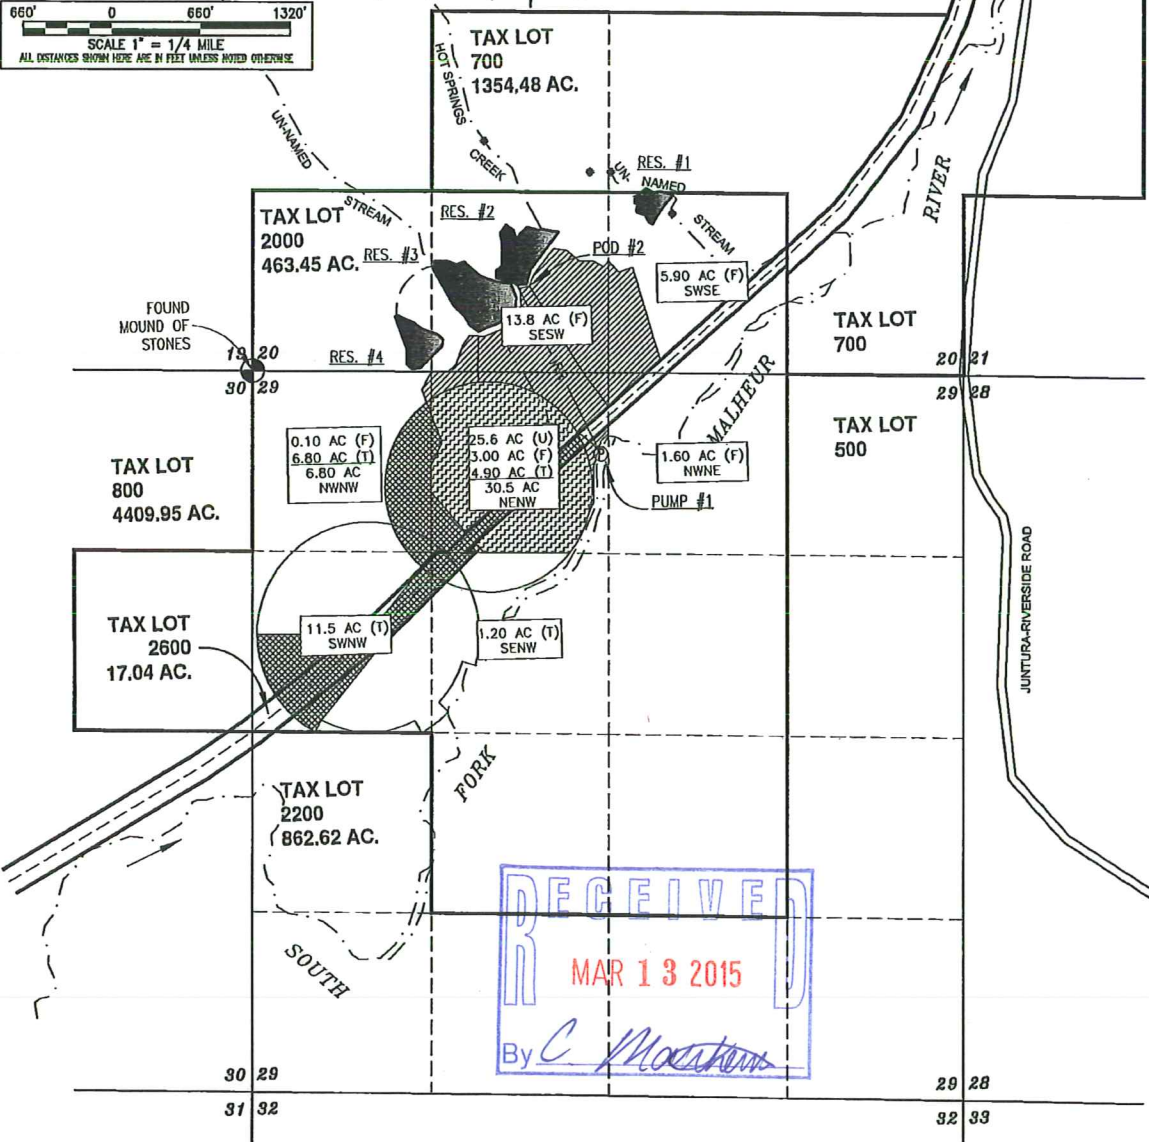 660' 0 660' 1320'
SCALE 1" = 1/4 MILE
ALL DISTANCES SHOWN HERE ARE IN FEET UNLESS NOTED OTHERWISE
TAX LOT
700
1354,48 AC.
HOT SPRINGS
CREEK
UN-NAMED
STREAM
RES. #1
UN-
NAMED
STREAM
RIVER
TAX LOT
2000
463.45 AC.
RES. #2
RES. #3
POD #2
5.90 AC (F)
SWSE
13.8 AC (F)
SESW
FOUND
MOUND OF
STONES
RES. #4
TAX LOT
700
19 20
30 29
20 21
29 28
MALHEUR
TAX LOT
500
0.10 AC (F)
6.80 AC (T)
6.80 AC
NWNW
25.6 AC (U)
3.00 AC (F)
4.90 AC (T)
30.5 AC
NENW
1.60 AC (F)
NWNE
PUMP #1
TAX LOT
800
4409.95 AC.
JUNTURA-RIVERSIDE ROAD
TAX LOT
2600
17.04 AC.
11.5 AC (T)
SWNW
1.20 AC (T)
SENW
FORK
TAX LOT
2200
862.62 AC.
SOUTH
RECEIVED
MAR 13 2015
By C
30 29
31 32
29 28
32 33